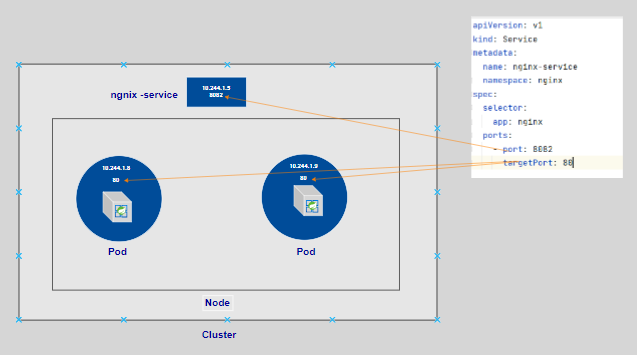 apiVersion: v1
kind: Service
metadata:
name: nginx-service
namespace: nginx
spec:
selector:
app: nginx
ports:
- port: 8082
targetPort: 80
ngnix -service
10.244.1.5
8082
10.244.1.8
80
Pod
10.244.1.9
80
Pod
Node
Cluster